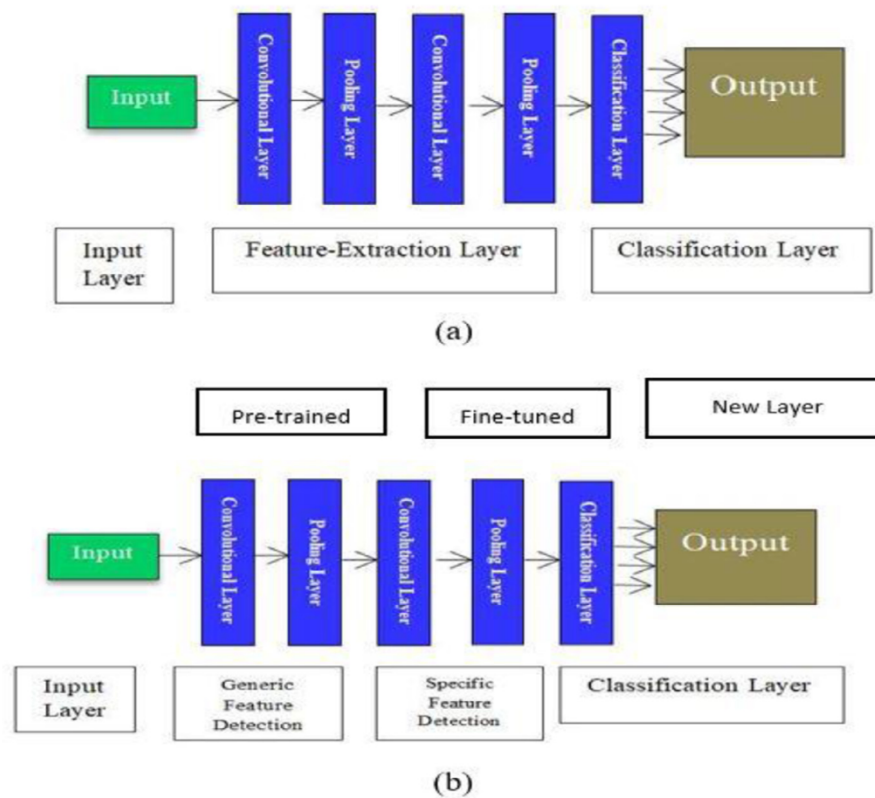 Input
Convolutional Layer
Pooling Layer
Convolutional Layer
Pooling Layer
Classification Layer
Output
Input
Layer
Feature-Extraction Layer
Classification Layer
(a)
Pre-trained
Fine-tuned
New Layer
Input
Convolutional Layer
Pooling Layer
Convolutional Layer
Pooling Layer
Classification Layer
Output
Input
Layer
Generic
Feature
Detection
Specific
Feature
Detection
Classification Layer
(b)